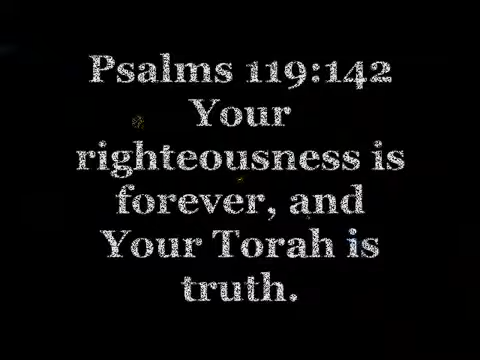 Psalms 119:142
Your
righteousness is
forever, and
Your Torah is
truth.